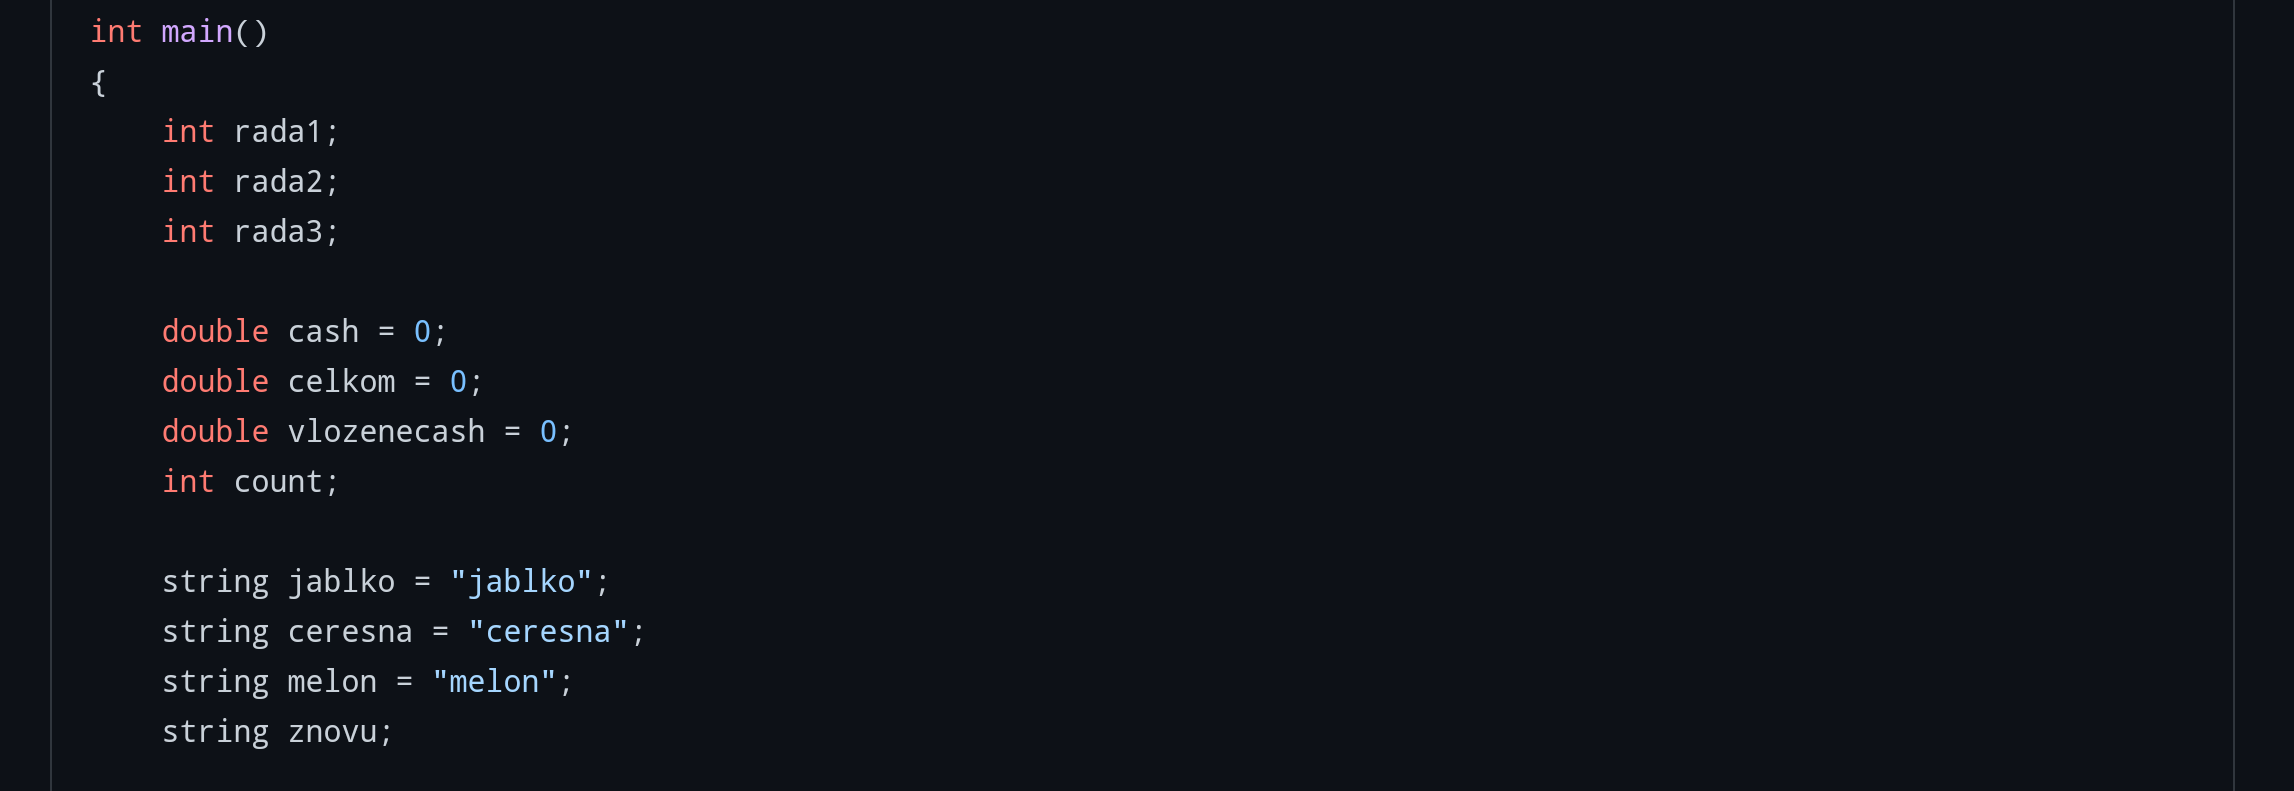 int main()
{
int rada1;
int rada2;
int rada3;
double cash = 0;
double celkom = 0;
double vlozenecash = 0;
int count;
string jablko = "jablko";
string ceresna = "ceresna";
string melon = "melon";
string znovu;